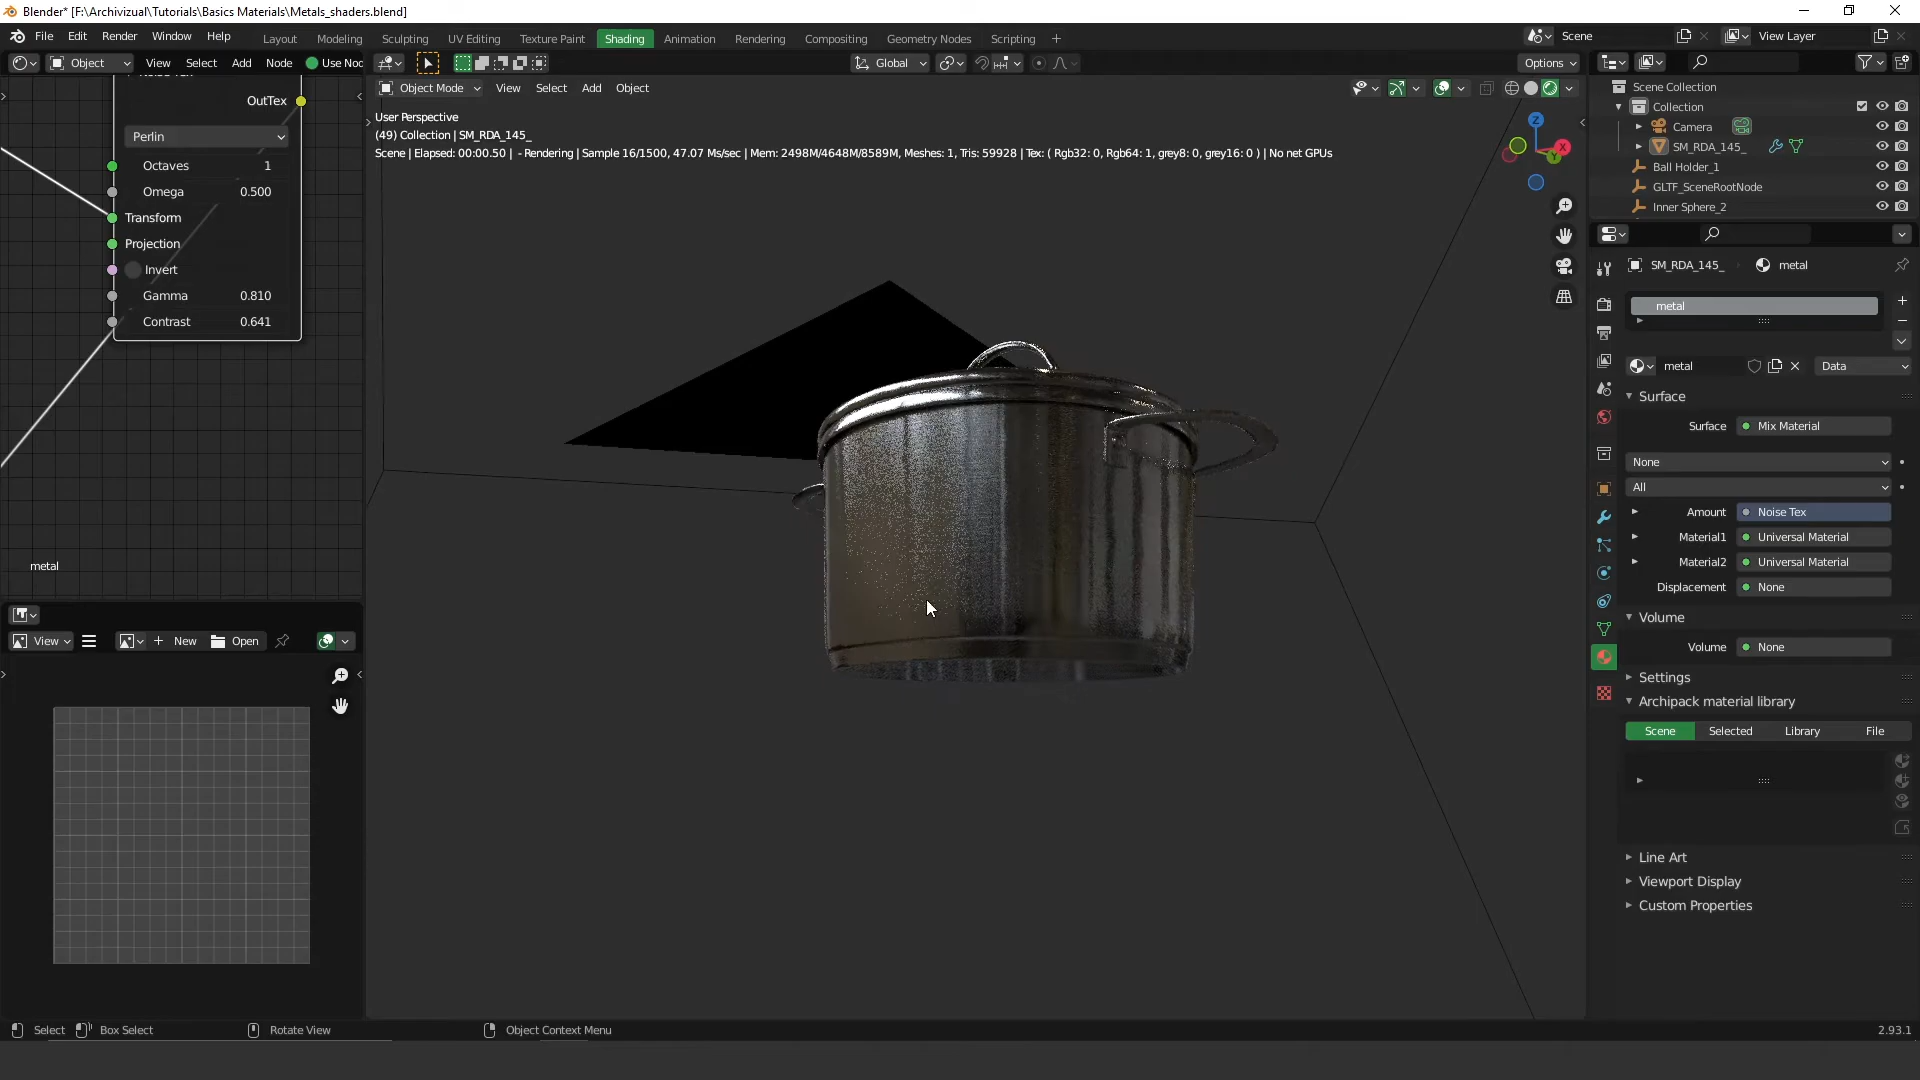 Blender* [F:\Archivizual\Tutorials\Basics Materials\Metals_shaders.blend]
File Edit Render Window Help
Layout Modeling Sculpting UV Editing Texture Paint Shading Animation Rendering Compositing Geometry Nodes Scripting +
Scene
View Layer
Object View Select Add Node Use Noc
Global
Options
OutTex
Perlin
Octaves 1
Omega 0.500
Transform
Projection
Invert
Gamma 0.810
Contrast 0.641
metal
View New Open
Object Mode View Select Add Object
User Perspective
(49) Collection | SM_RDA_145_
Scene | Elapsed: 00:00.50 | - Rendering | Sample 16/1500, 47.07 Ms/sec | Mem: 2498M/4648M/8589M, Meshes: 1, Tris: 59928 | Tex: ( Rgb32: 0, Rgb64: 1, grey8: 0, grey16: 0 ) | No net GPUs
Z
X
Y
Scene Collection
Collection
Camera
SM_RDA_145_
Ball Holder_1
GLTF_SceneRootNode
Inner Sphere_2
SM_RDA_145_ metal
metal
metal Data
Surface
Surface Mix Material
None
All
Amount Noise Tex
Material1 Universal Material
Material2 Universal Material
Displacement None
Volume
Volume None
Settings
Archipack material library
Scene Selected Library File
Line Art
Viewport Display
Custom Properties
Select Box Select Rotate View Object Context Menu
2.93.1